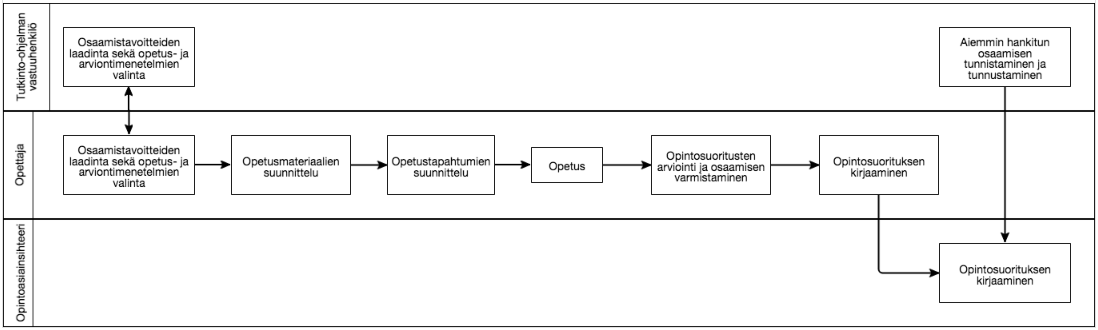 Tutkinto-ohjelman
vastuuhenkilö
Osaamistavoitteiden
laadinta sekä opetus- ja
arviontimenetelmien
valinta
Aiemmin hankitun
osaamisen
tunnistaminen ja
tunnustaminen
Opettaja
Osaamistavoitteiden
laadinta sekä opetus- ja
arviontimenetelmien
valinta
Opetusmateriaalien
suunnittelu
Opetustapahtumien
suunnittelu
Opetus
Opintosuoritusten
arviointi ja osaamisen
varmistaminen
Opintosuorituksen
kirjaaminen
Opintoasiainsihteeri
Opintosuorituksen
kirjaaminen